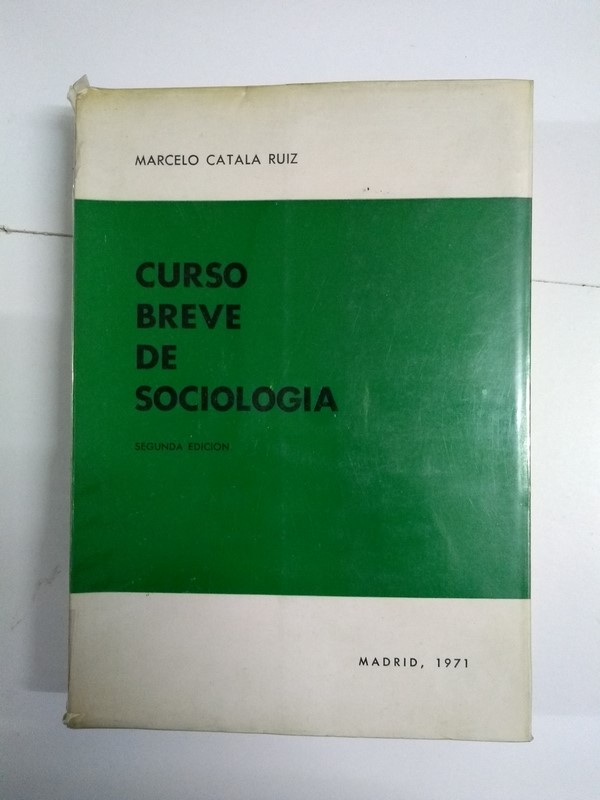 MARCELO CATALA RUIZ
CURSO
BREVE
DE
SOCIOLOGIA
SEGUNDA EDICION
MADRID, 1971